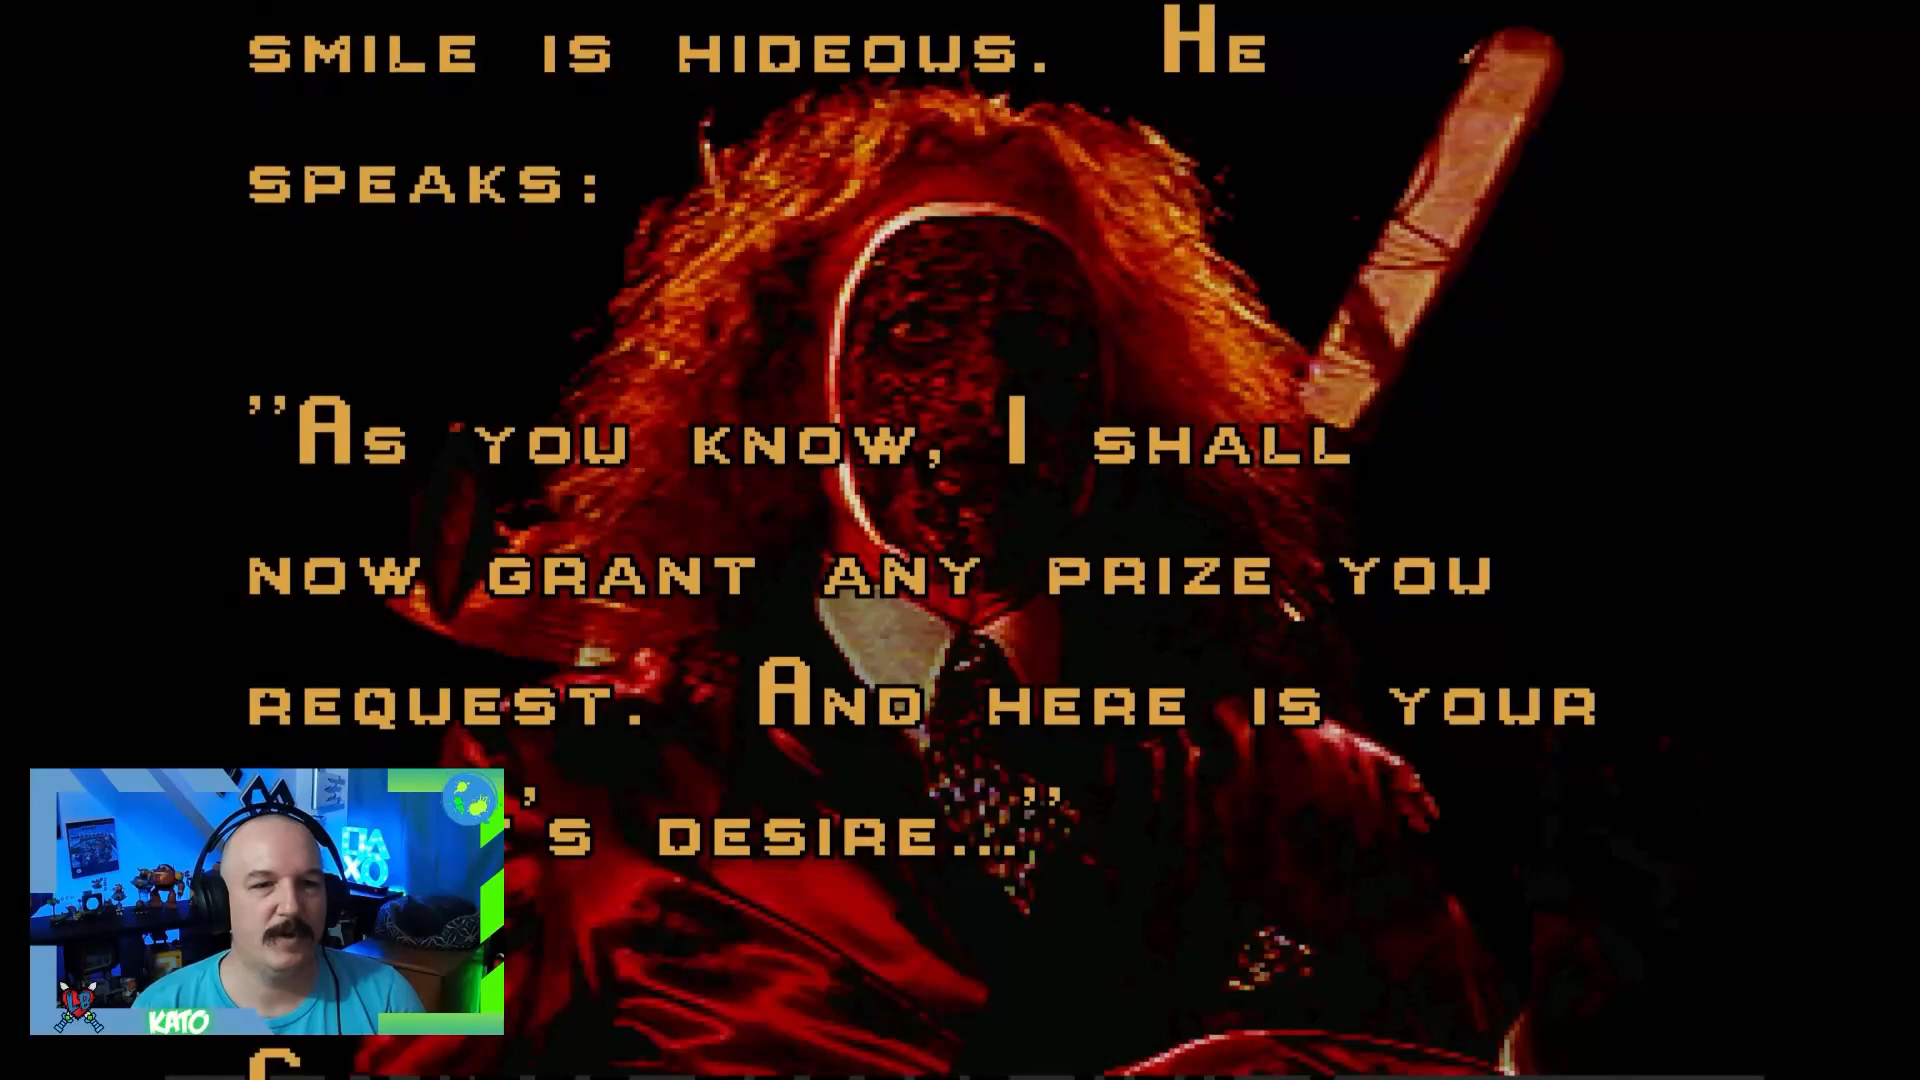 SMILE IS HIDEOUS. HE
SPEAKS:
"AS YOU KNOW, I SHALL
NOW GRANT ANY PRIZE YOU
REQUEST. AND HERE IS YOUR
'S DESIRE..."
KATO